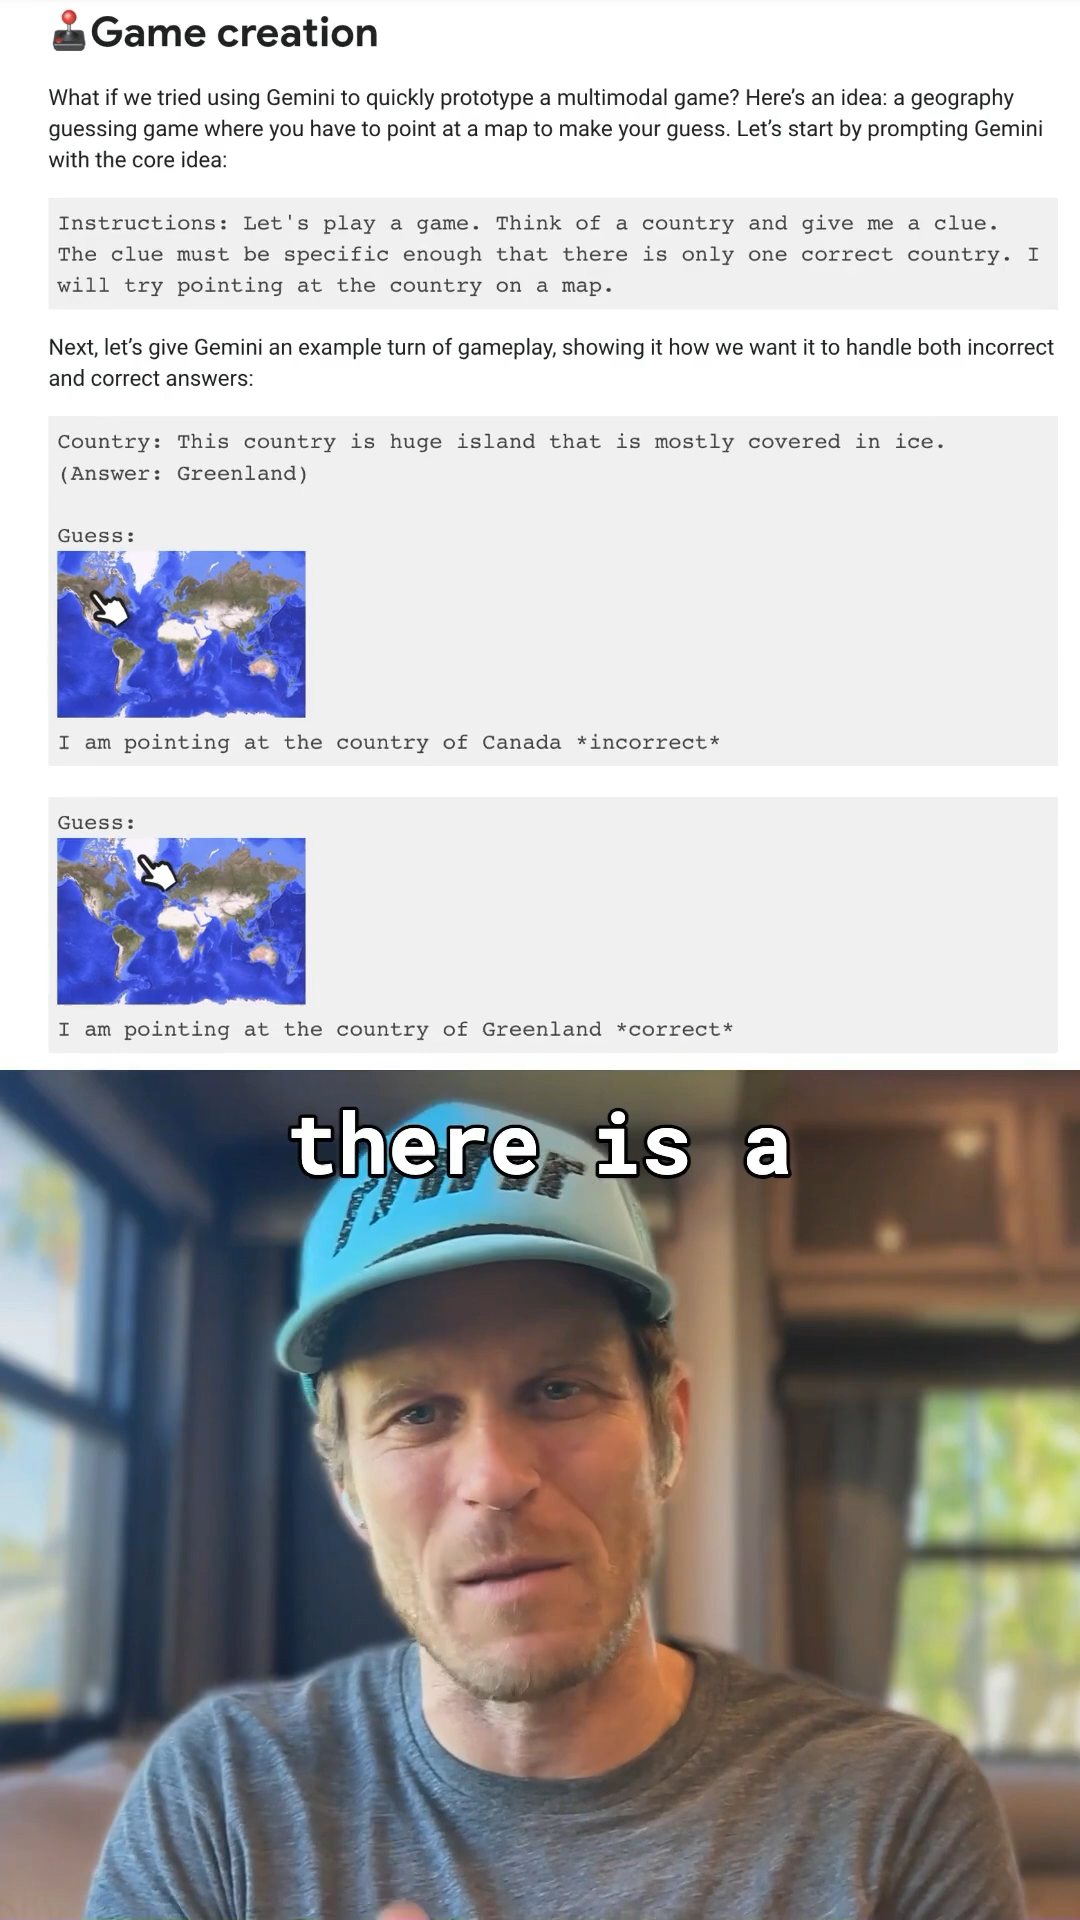 Game creation
What if we tried using Gemini to quickly prototype a multimodal game? Here’s an idea: a geography
guessing game where you have to point at a map to make your guess. Let’s start by prompting Gemini
with the core idea:
Instructions: Let's play a game. Think of a country and give me a clue.
The clue must be specific enough that there is only one correct country. I
will try pointing at the country on a map.
Next, let’s give Gemini an example turn of gameplay, showing it how we want it to handle both incorrect
and correct answers:
Country: This country is huge island that is mostly covered in ice.
(Answer: Greenland)
Guess:
I am pointing at the country of Canada *incorrect*
Guess:
I am pointing at the country of Greenland *correct*
there is a